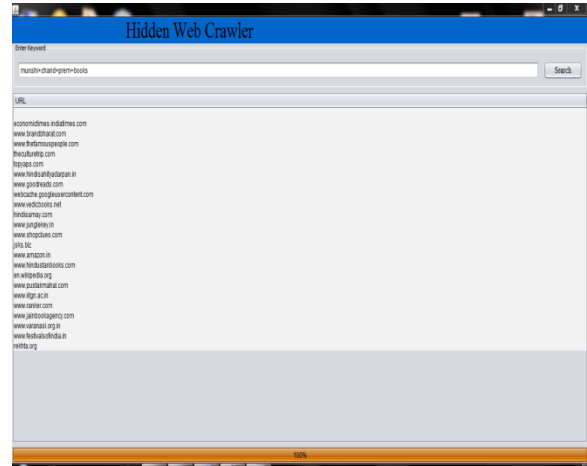 Hidden Web Crawler
Enter Keyword
munshi+chand+prem+books
Search
URL
economictimes.indiatimes.com
www.brandbharat.com
www.thefamouspeople.com
theculturetrip.com
topyaps.com
www.hindisahityadarpan.in
www.goodreads.com
webcache.googleusercontent.com
www.vedicbooks.net
hindisamay.com
www.junglekey.in
www.shopclues.com
jsks.biz
www.amazon.in
www.hindustanbooks.com
en.wikipedia.org
www.pustakmahal.com
www.iitgn.ac.in
www.ranker.com
www.jainbookagency.com
www.varanasi.org.in
www.festivalsofindia.in
rekhta.org
100%